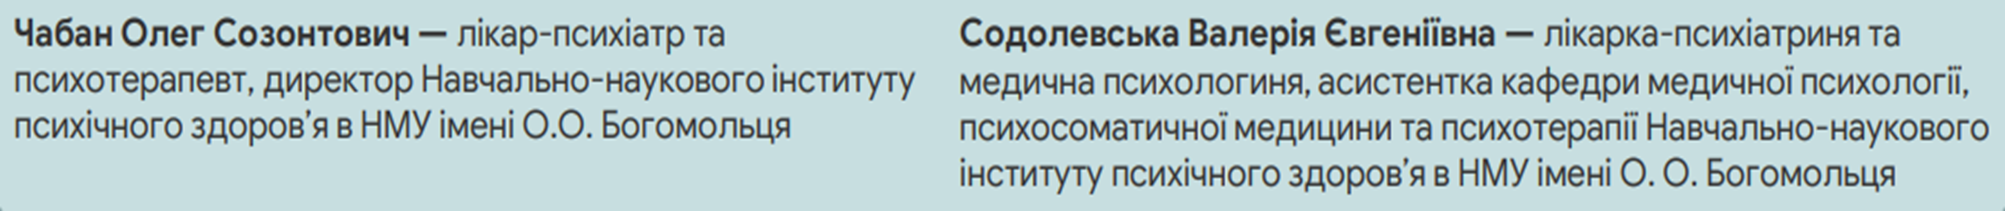 Чабан Олег Созонтович — лікар-психіатр та
психотерапевт, директор Навчально-наукового інституту
психічного здоров’я в НМУ імені О.О. Богомольця
Содолевська Валерія Євгеніївна — лікарка-психіатриня та
медична психологиня, асистентка кафедри медичної психології,
психосоматичної медицини та психотерапії Навчально-наукового
інституту психічного здоров’я в НМУ імені О. О. Богомольця